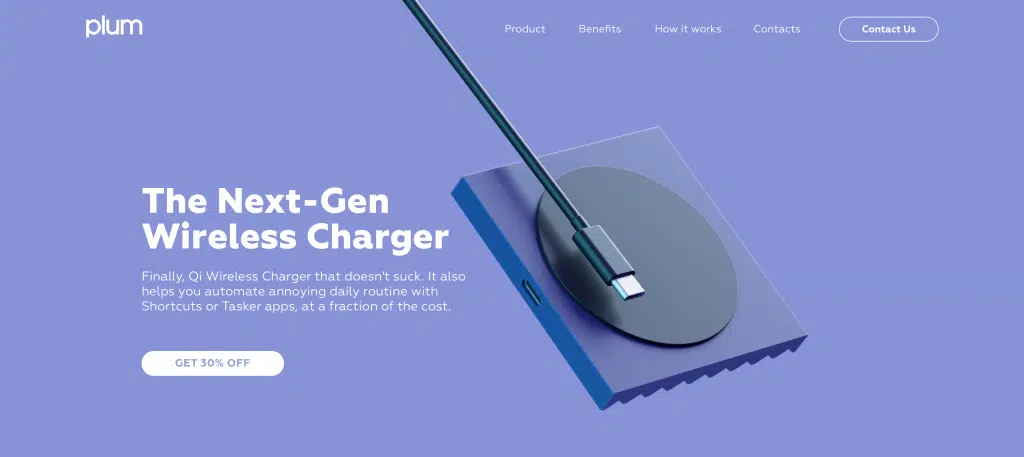 plum
Product
Benefits
How it works
Contacts
Contact Us
The Next-Gen
Wireless Charger
Finally, Qi Wireless Charger that doesn't suck. It also
helps you automate annoying daily routine with
Shortcuts or Tasker apps, at a fraction of the cost.
GET 30% OFF